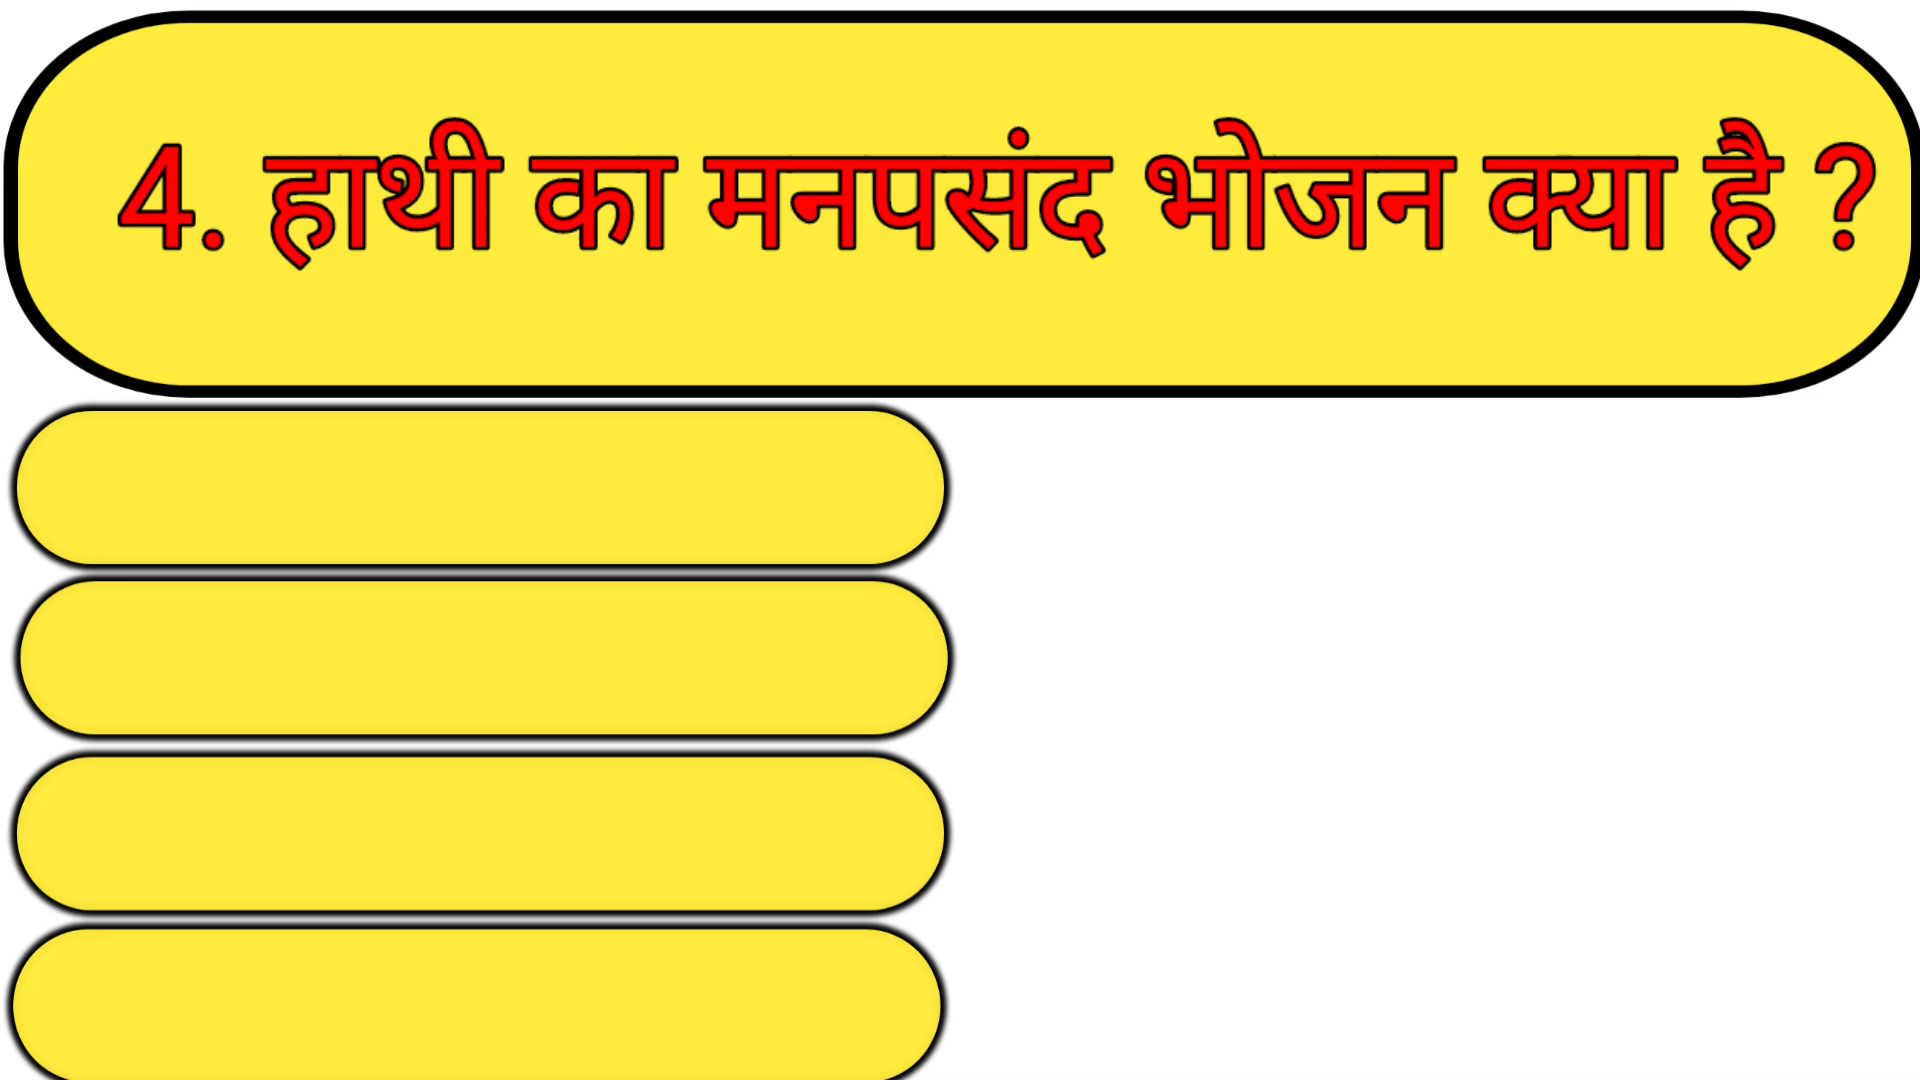 4. हाथी का मनपसंद भोजन क्या है ?